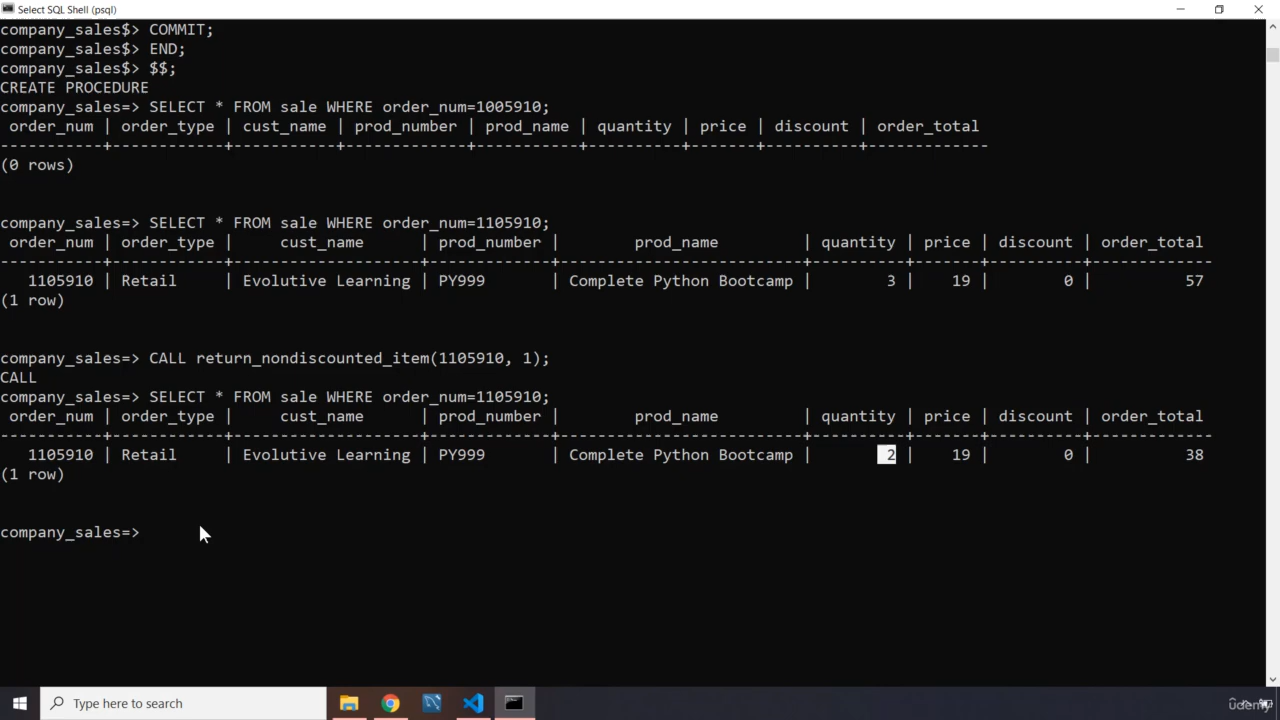 Select SQL Shell (psql)
company_sales$> COMMIT;
company_sales$> END;
company_sales$> $$;
CREATE PROCEDURE
company_sales=> SELECT * FROM sale WHERE order_num=1005910;
 order_num | order_type | cust_name | prod_number | prod_name | quantity | price | discount | order_total
-----------+------------+-----------+-------------+-----------+----------+-------+----------+-------------
(0 rows)
company_sales=> SELECT * FROM sale WHERE order_num=1105910;
 order_num | order_type |     cust_name      | prod_number |        prod_name         | quantity | price | discount | order_total
-----------+------------+--------------------+-------------+--------------------------+----------+-------+----------+-------------
   1105910 | Retail     | Evolutive Learning | PY999       | Complete Python Bootcamp |        3 |    19 |        0 |          57
(1 row)
company_sales=> CALL return_nondiscounted_item(1105910, 1);
CALL
company_sales=> SELECT * FROM sale WHERE order_num=1105910;
 order_num | order_type |     cust_name      | prod_number |        prod_name         | quantity | price | discount | order_total
-----------+------------+--------------------+-------------+--------------------------+----------+-------+----------+-------------
   1105910 | Retail     | Evolutive Learning | PY999       | Complete Python Bootcamp |        2 |    19 |        0 |          38
(1 row)
company_sales=>
Type here to search
udemy